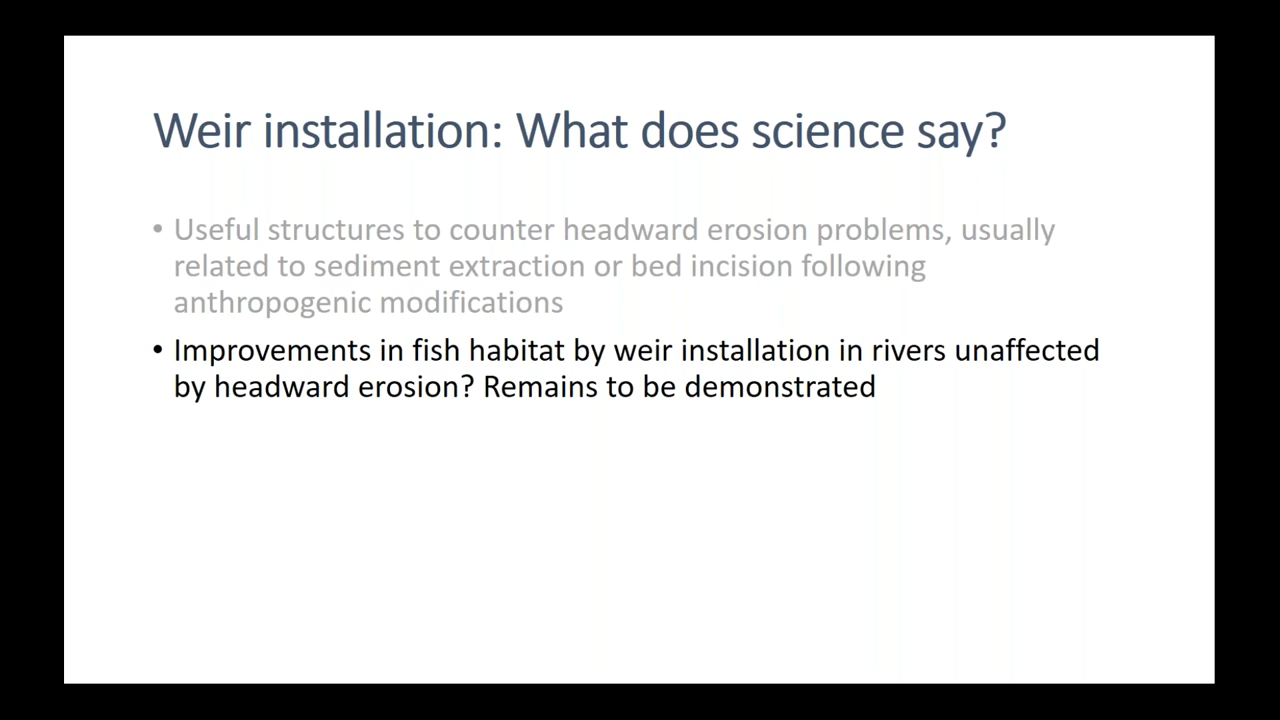 Weir installation: What does science say?
• Useful structures to counter headward erosion problems, usually
related to sediment extraction or bed incision following
anthropogenic modifications
• Improvements in fish habitat by weir installation in rivers unaffected
by headward erosion? Remains to be demonstrated